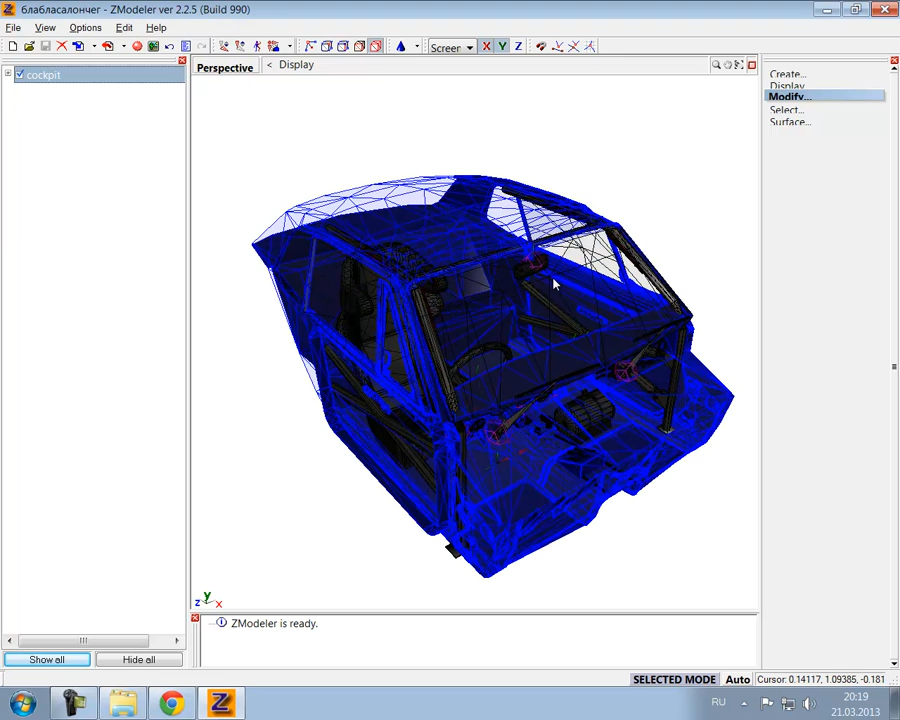 блабласалончег - ZModeler ver 2.2.5 (Build 990)
File View Options Edit Help
Screen X Y Z
cockpit
Perspective < Display
Create...
Display...
Modify...
Select...
Surface...
z y x
ZModeler is ready.
Show all Hide all
SELECTED MODE Auto Cursor: 0.14117, 1.09385, -0.181
RU 20:19
21.03.2013